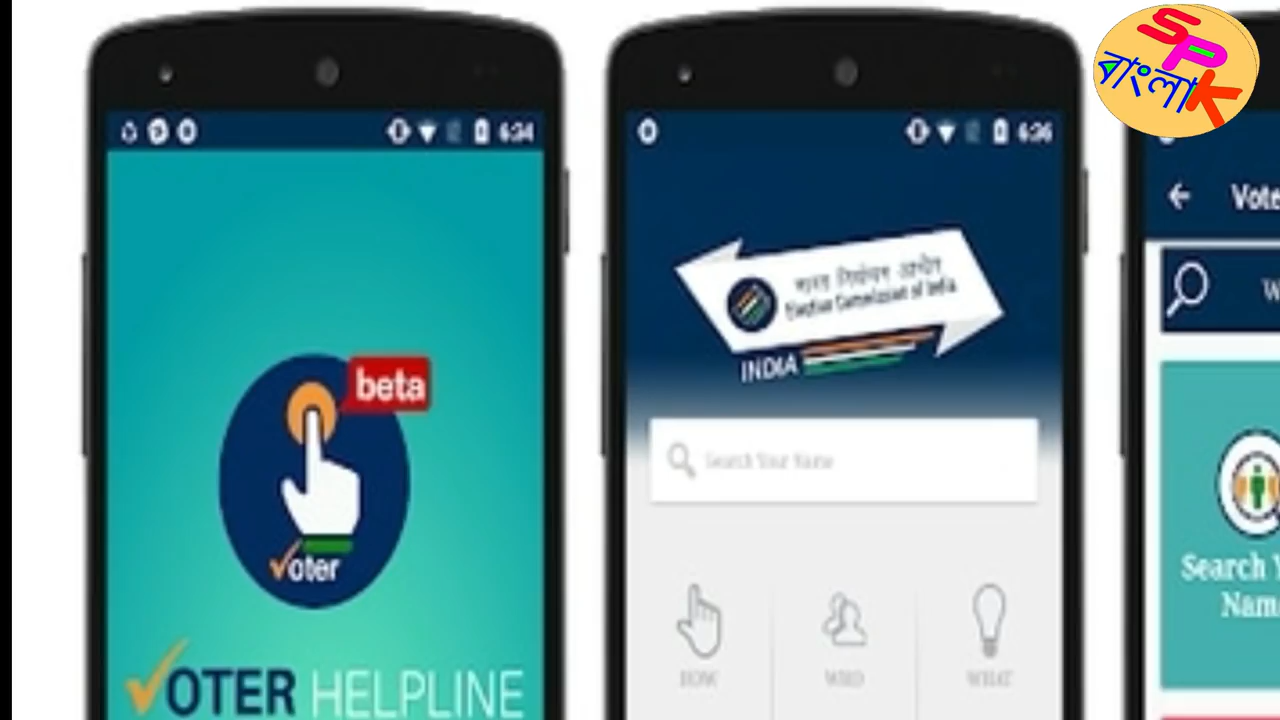 SPK
বাংলা
6:34
beta
voter
VOTER HELPLINE
6:36
भारत निर्वाचन आयोग
Election Commission of India
INDIA
Search Your Name
HOW
WHO
WHAT
Vote
W
Search Y
Nam